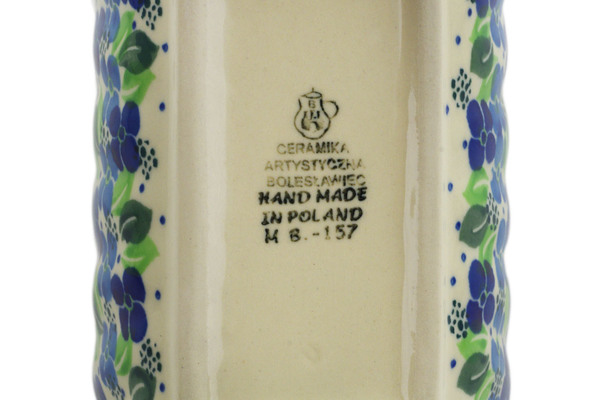 CERAMIKA
ARTYSTYCZNA
BOLESŁAWIEC
HAND MADE
IN POLAND
M B.-157